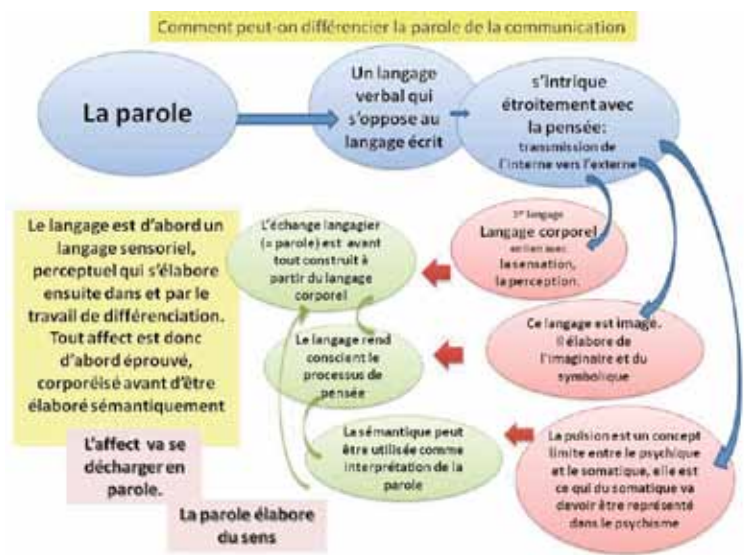 Comment peut-on différencier la parole de la communication
La parole
Un langage
verbal qui
s'oppose au
langage écrit
s'intrique
étroitement avec
la pensée:
transmission de
l'interne vers l'externe
1er langage
Langage corporel
en lien avec
la sensation,
la perception.
L'échange langagier
(= parole) est avant
tout construit à
partir du langage
corporel
Le langage est d'abord un
langage sensoriel,
perceptuel qui s'élabore
ensuite dans et par le
travail de différenciation.
Tout affect est donc
d'abord éprouvé,
corporéisé avant d'être
élaboré sémantiquement
Ce langage est image.
Il élabore de
l'imaginaire et du
symbolique
Le langage rend
conscient le
processus de
pensée
La sémantique peut
être utilisée comme
interprétation de la
parole
La pulsion est un concept
limite entre le psychique
et le somatique, elle est
ce qui du somatique va
devoir être représenté
dans le psychisme
L'affect va se
décharger en
parole.
La parole élabore
du sens